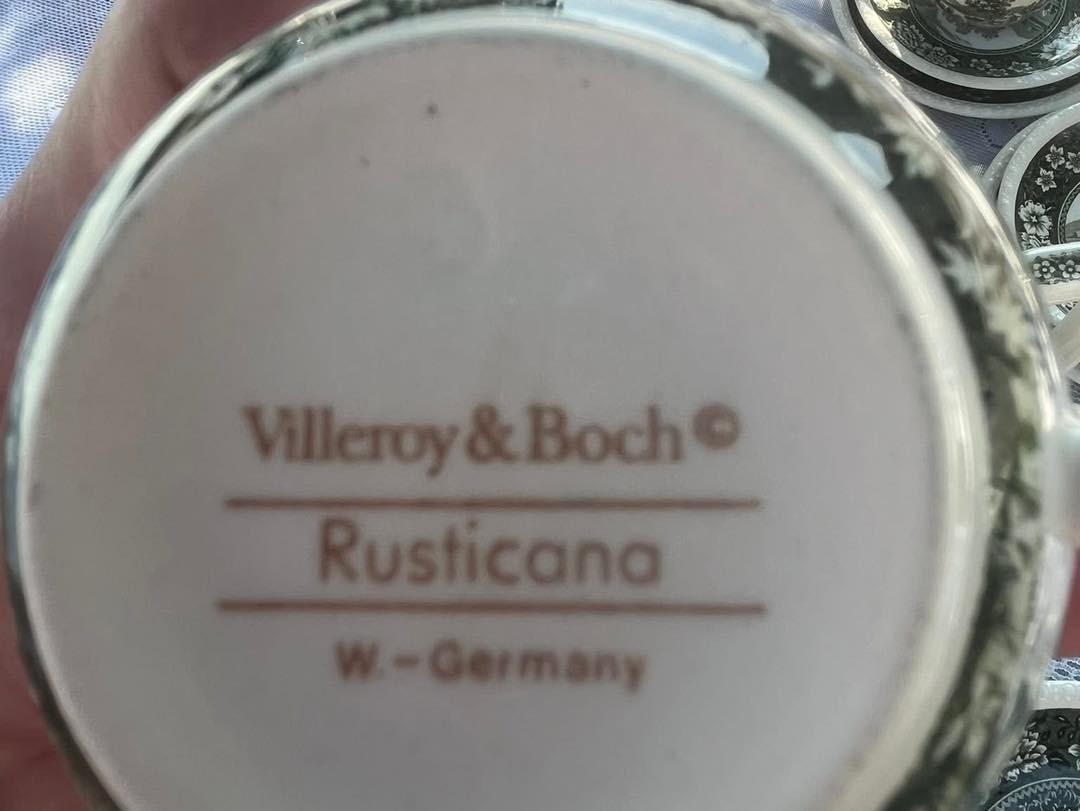 Villeroy & Boch ©
Rusticana
W.-Germany